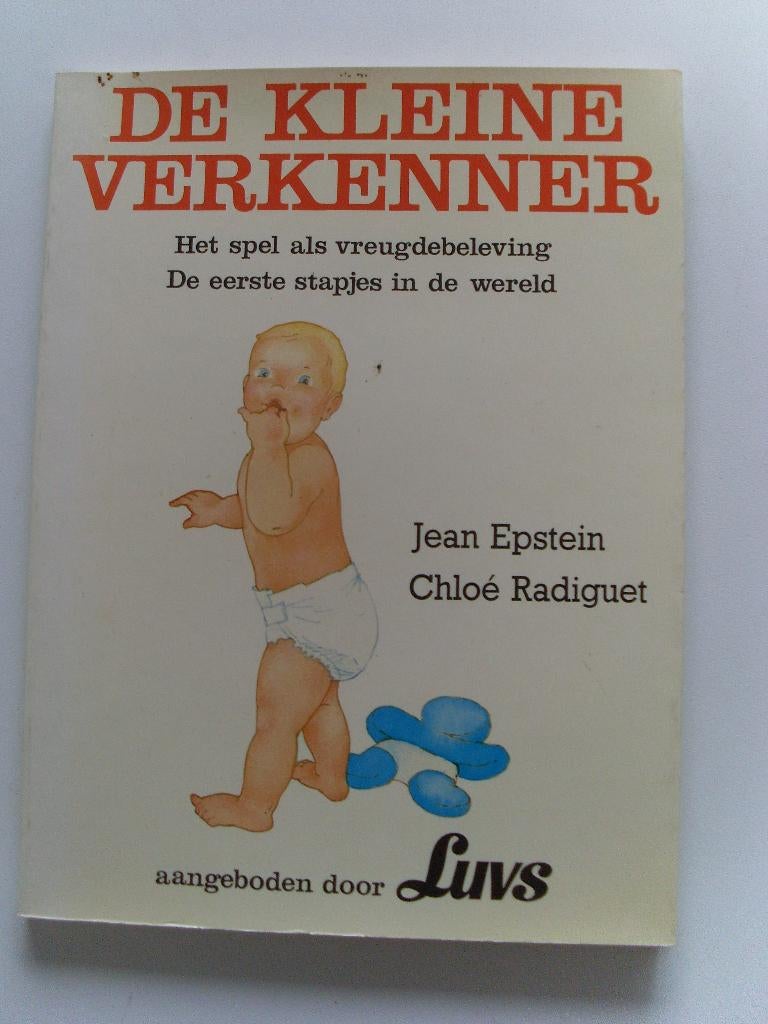 DE KLEINE
VERKENNER
Het spel als vreugdebeleving
De eerste stapjes in de wereld
Jean Epstein
Chloé Radiguet
aangeboden door Luvs